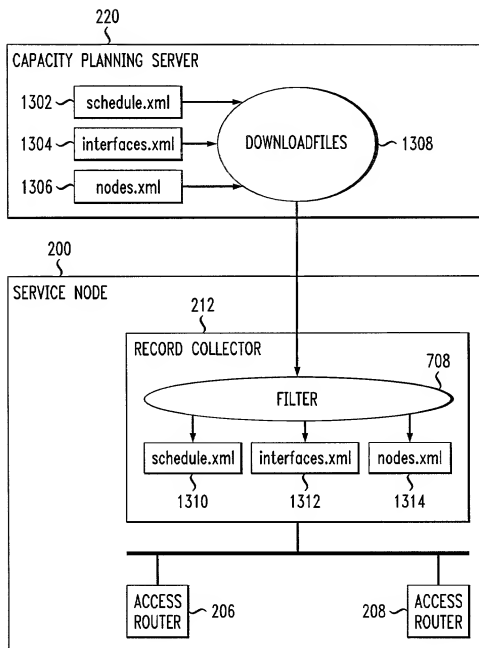 220
CAPACITY PLANNING SERVER
1302
schedule.xml
1304
interfaces.xml
DOWNLOADFILES
1308
1306
nodes.xml
200
SERVICE NODE
212
RECORD COLLECTOR
708
FILTER
schedule.xml
interfaces.xml
nodes.xml
1310
1312
1314
ACCESS
ROUTER
206
208
ACCESS
ROUTER